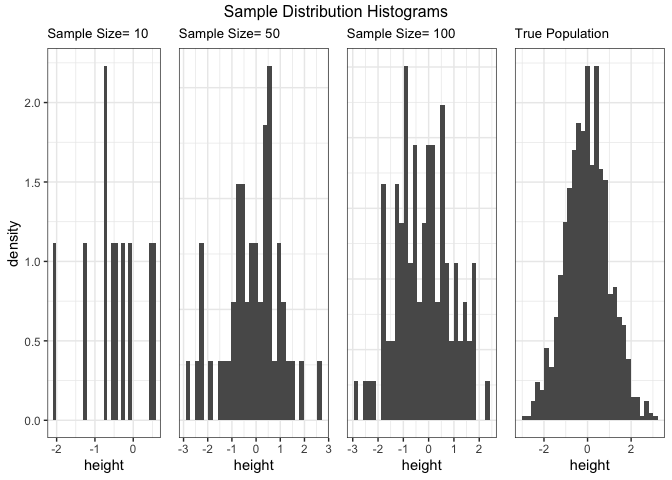 Sample Distribution Histograms
Sample Size= 10
Sample Size= 50
Sample Size= 100
True Population
density
2.0
1.5
1.0
0.5
0.0
-2 -1 0
-3 -2 -1 0 1 2 3
-3 -2 -1 0 1 2
-2 0 2
height
height
height
height